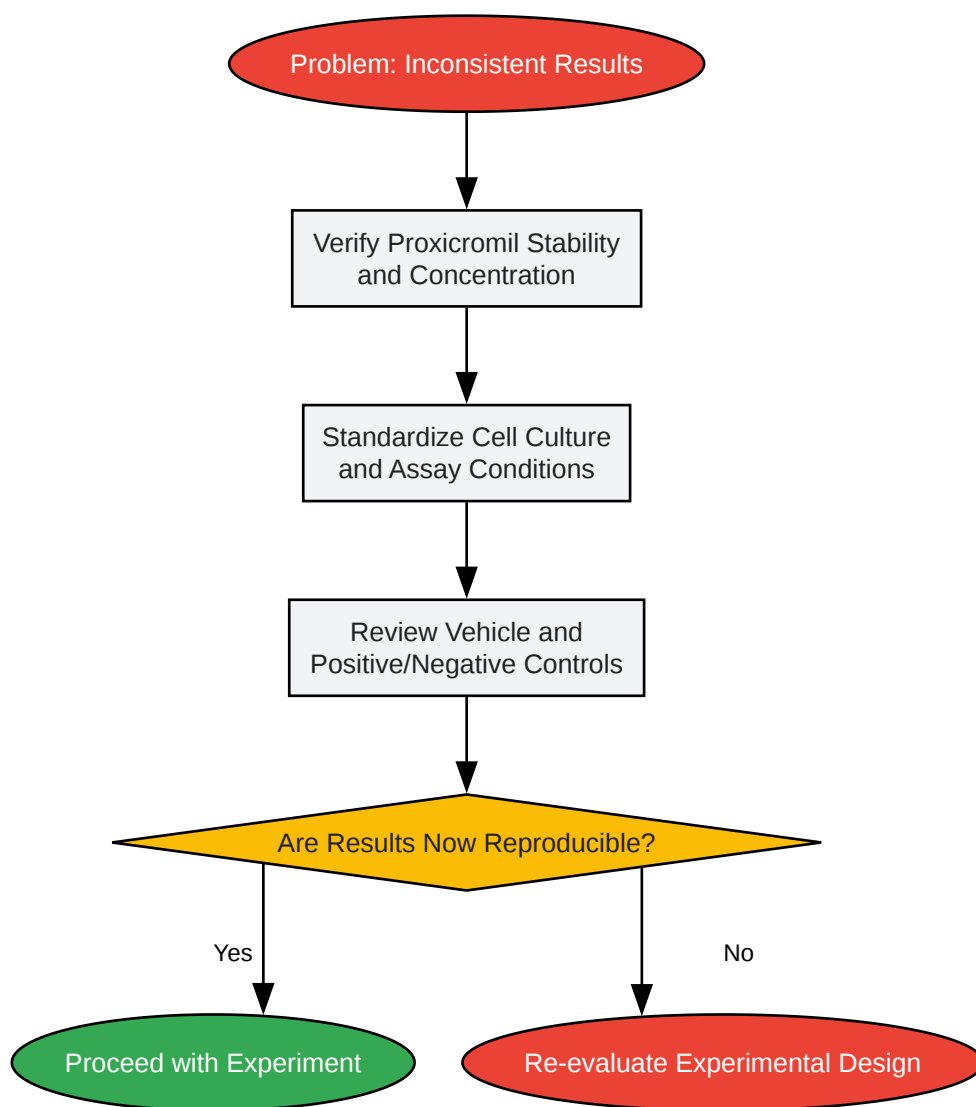 Problem: Inconsistent Results
Verify Proxicromil Stability
and Concentration
Standardize Cell Culture
and Assay Conditions
Review Vehicle and
Positive/Negative Controls
Are Results Now Reproducible?
Yes
No
Proceed with Experiment
Re-evaluate Experimental Design